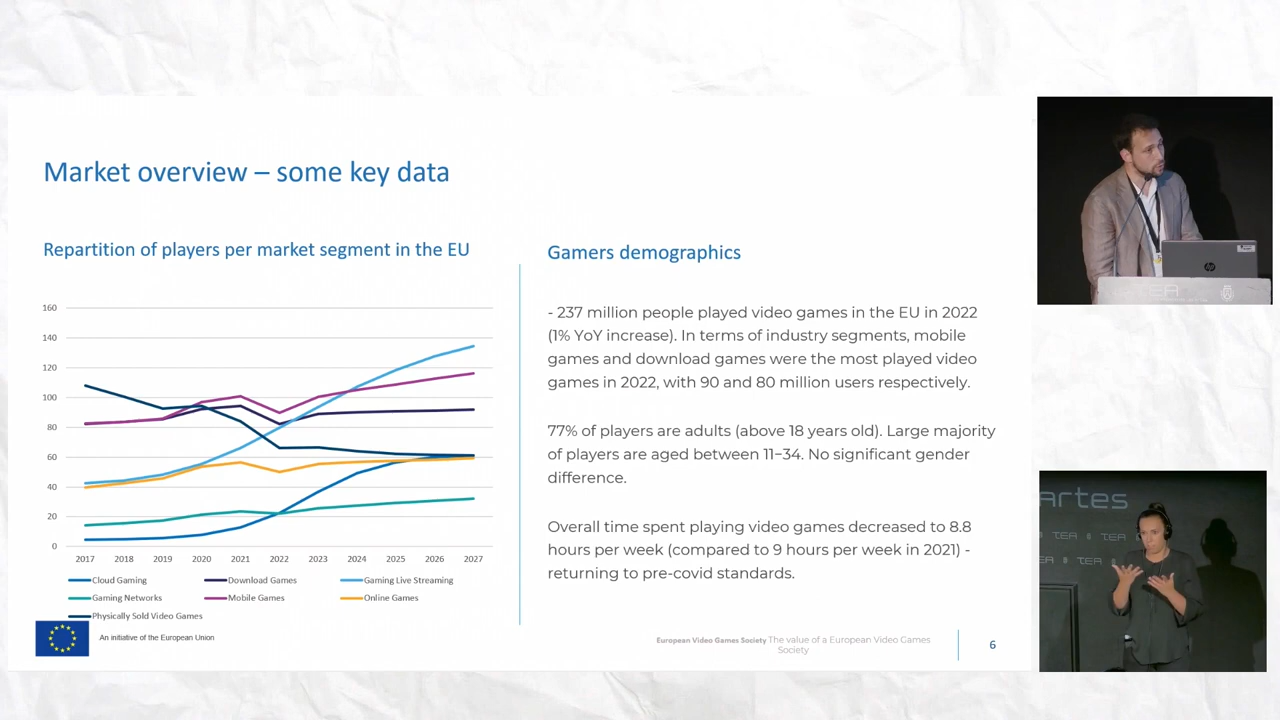 Market overview – some key data
Repartition of players per market segment in the EU
160
140
120
100
80
60
40
20
0
2017 2018 2019 2020 2021 2022 2023 2024 2025 2026 2027
Cloud Gaming Download Games Gaming Live Streaming
Gaming Networks Mobile Games Online Games
Physically Sold Video Games
An initiative of the European Union
Gamers demographics
- 237 million people played video games in the EU in 2022
(1% YoY increase). In terms of industry segments, mobile
games and download games were the most played video
games in 2022, with 90 and 80 million users respectively.
77% of players are adults (above 18 years old). Large majority
of players are aged between 11–34. No significant gender
difference.
Overall time spent playing video games decreased to 8.8
hours per week (compared to 9 hours per week in 2021) -
returning to pre-covid standards.
European Video Games Society The value of a European Video Games
Society
6
hp
TEA
artes
TEA TEA
TEA